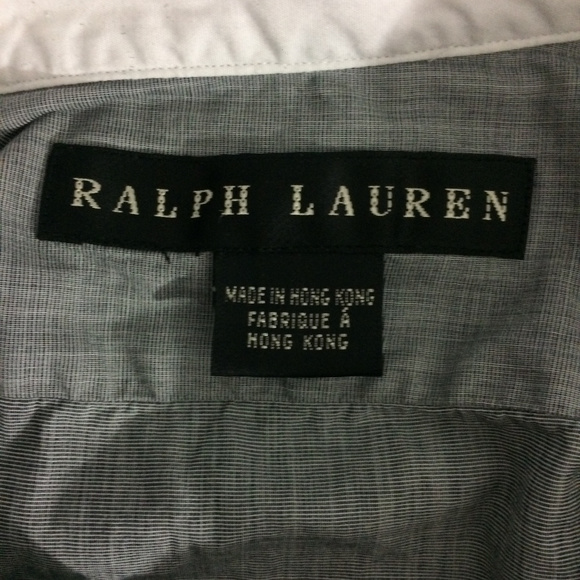 RALPH LAUREN
MADE IN HONG KONG
FABRIQUE Á
HONG KONG